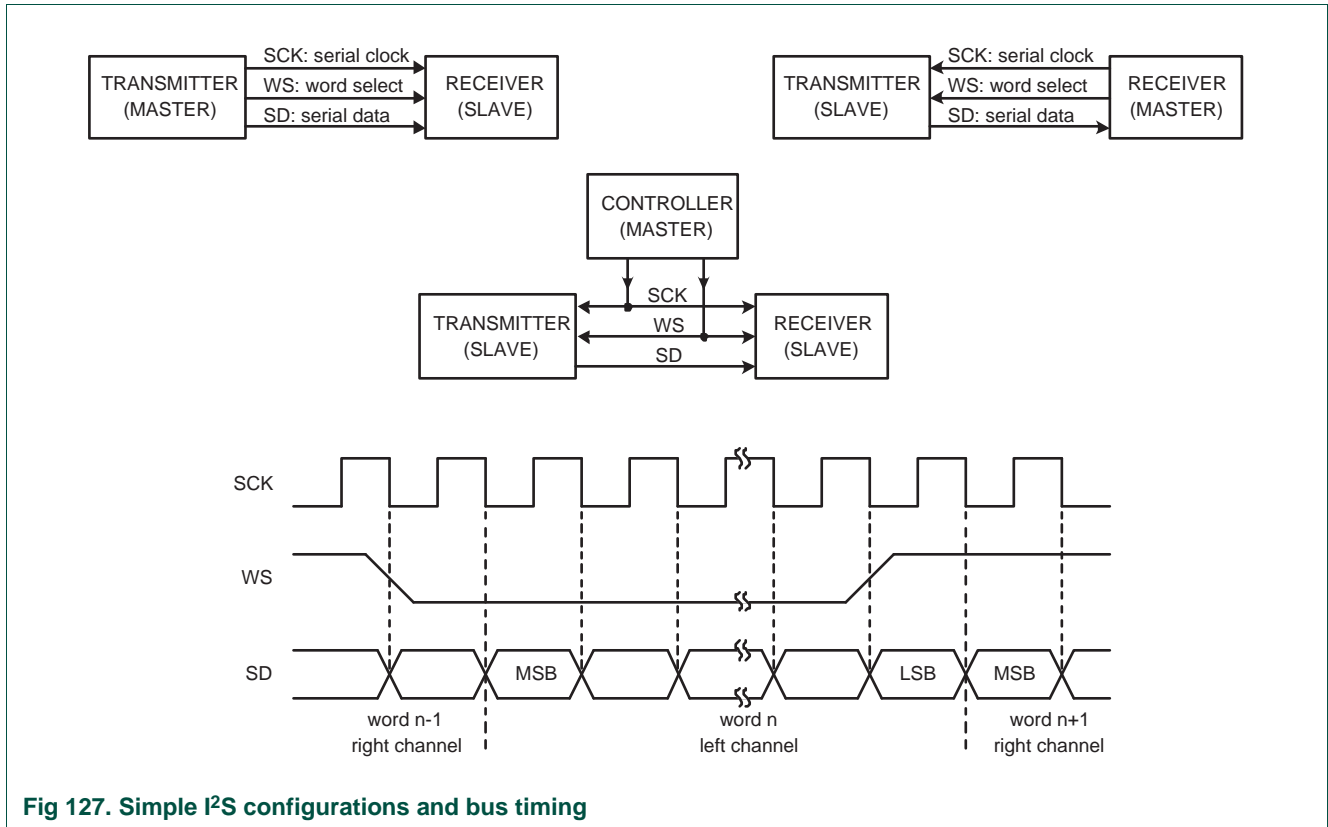 TRANSMITTER
(MASTER)
SCK: serial clock
WS: word select
SD: serial data
RECEIVER
(SLAVE)
TRANSMITTER
(SLAVE)
SCK: serial clock
WS: word select
SD: serial data
RECEIVER
(MASTER)
CONTROLLER
(MASTER)
TRANSMITTER
(SLAVE)
SCK
WS
SD
RECEIVER
(SLAVE)
SCK
WS
SD
MSB
LSB
MSB
word n-1
right channel
word n
left channel
word n+1
right channel
Fig 127. Simple I²S configurations and bus timing